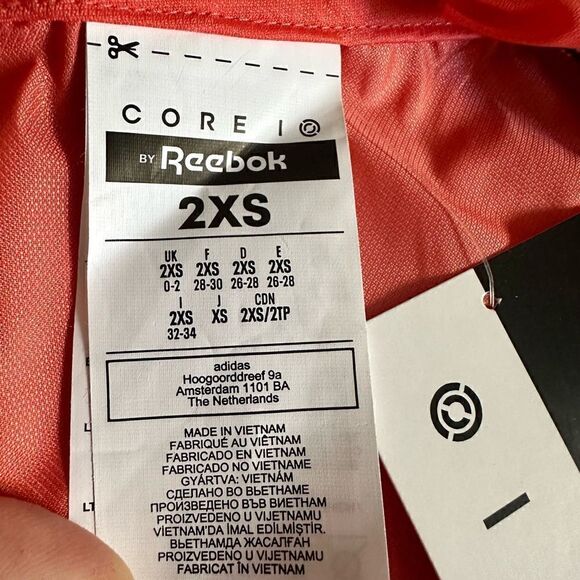 CORE |
BY Reebok
2XS
UK F D E
2XS 2XS 2XS 2XS
0-2 28-30 26-28 26-28
I J CDN
2XS XS 2XS/2TP
32-34
adidas
Hoogoorddreef 9a
Amsterdam 1101 BA
The Netherlands
MADE IN VIETNAM
FABRIQUÉ AU VIÊTNAM
FABRICADO EN VIETNAM
FABRICADO NO VIETNAME
GYÁRTVA: VIETNÁM
СДЕЛАНО ВО ВЬЕТНАМЕ
ПРОИЗВЕДЕНО ВЪВ ВИЕТНАМ
PROIZVEDENO U VIJETNAMU
VİETNAM'DA İMAL EDİLMİŞTİR.
ВЬЕТНАМДА ЖАСАЛҒАН
PROIZVEDENO U VIJETNAMU
FABRICAT ÎN VIETNAM